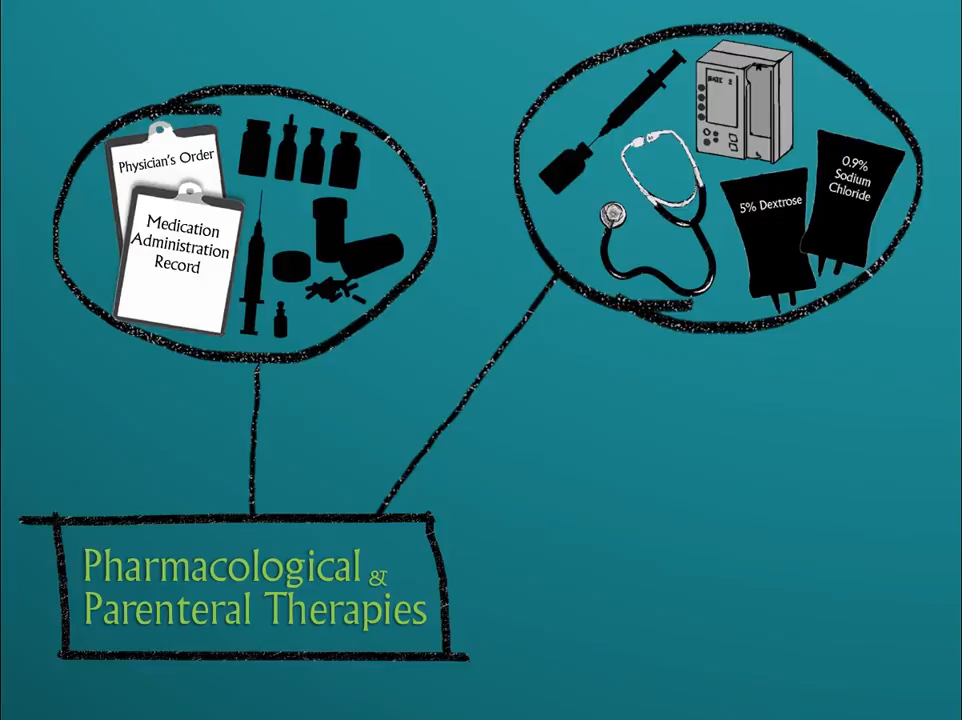 Physician's Order
Medication
Administration
Record
5% Dextrose
0.9%
Sodium
Chloride
Pharmacological &
Parenteral Therapies